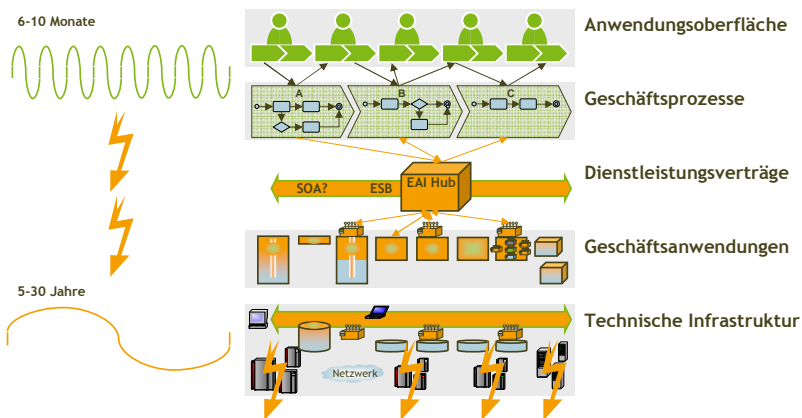 6-10 Monate
Anwendungsoberfläche
A
B
C
Geschäftsprozesse
Dienstleistungsverträge
SOA?
ESB
EAI Hub
Geschäftsanwendungen
5-30 Jahre
Technische Infrastruktur
Netzwerk